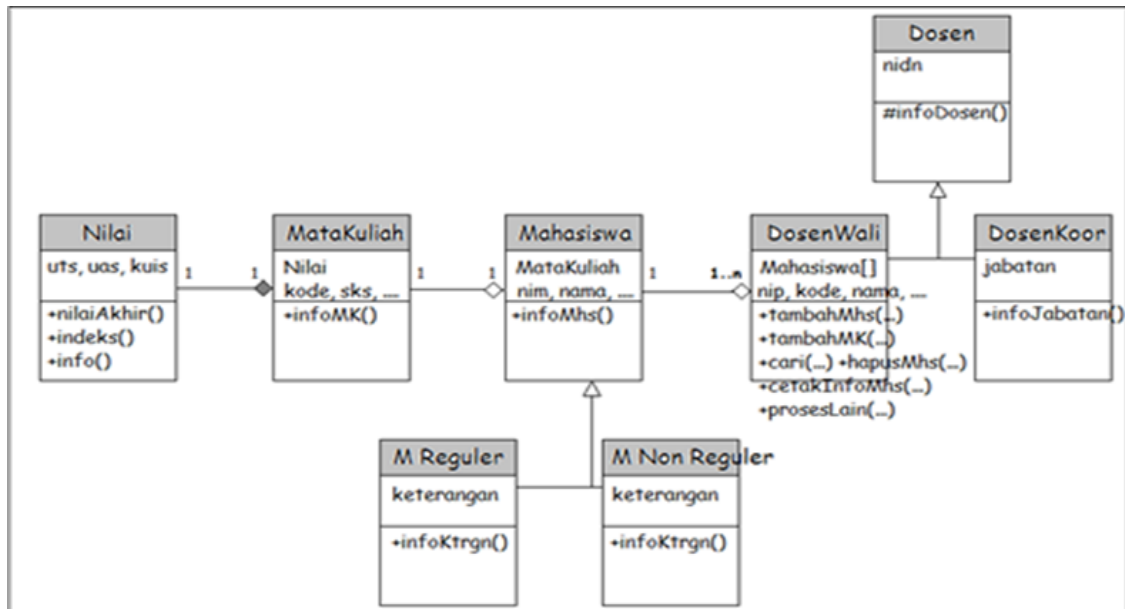 Dosen
nidn
#infoDosen()
Nilai
uts, uas, kuis
+nilaiAkhir()
+indeks()
+info()
1
1
MataKuliah
Nilai
kode, sks, ....
+infoMK()
1
1
Mahasiswa
MataKuliah
nim, nama, ....
+infoMhs()
1
1..n
DosenWali
Mahasiswa[]
nip, kode, nama, ....
+tambahMhs(...)
+tambahMK(...)
+cari(...) +hapusMhs(...)
+cetakInfoMhs(...)
+prosesLain(...)
DosenKoor
jabatan
+infoJabatan()
M Reguler
keterangan
+infoKtrgn()
M Non Reguler
keterangan
+infoKtrgn()